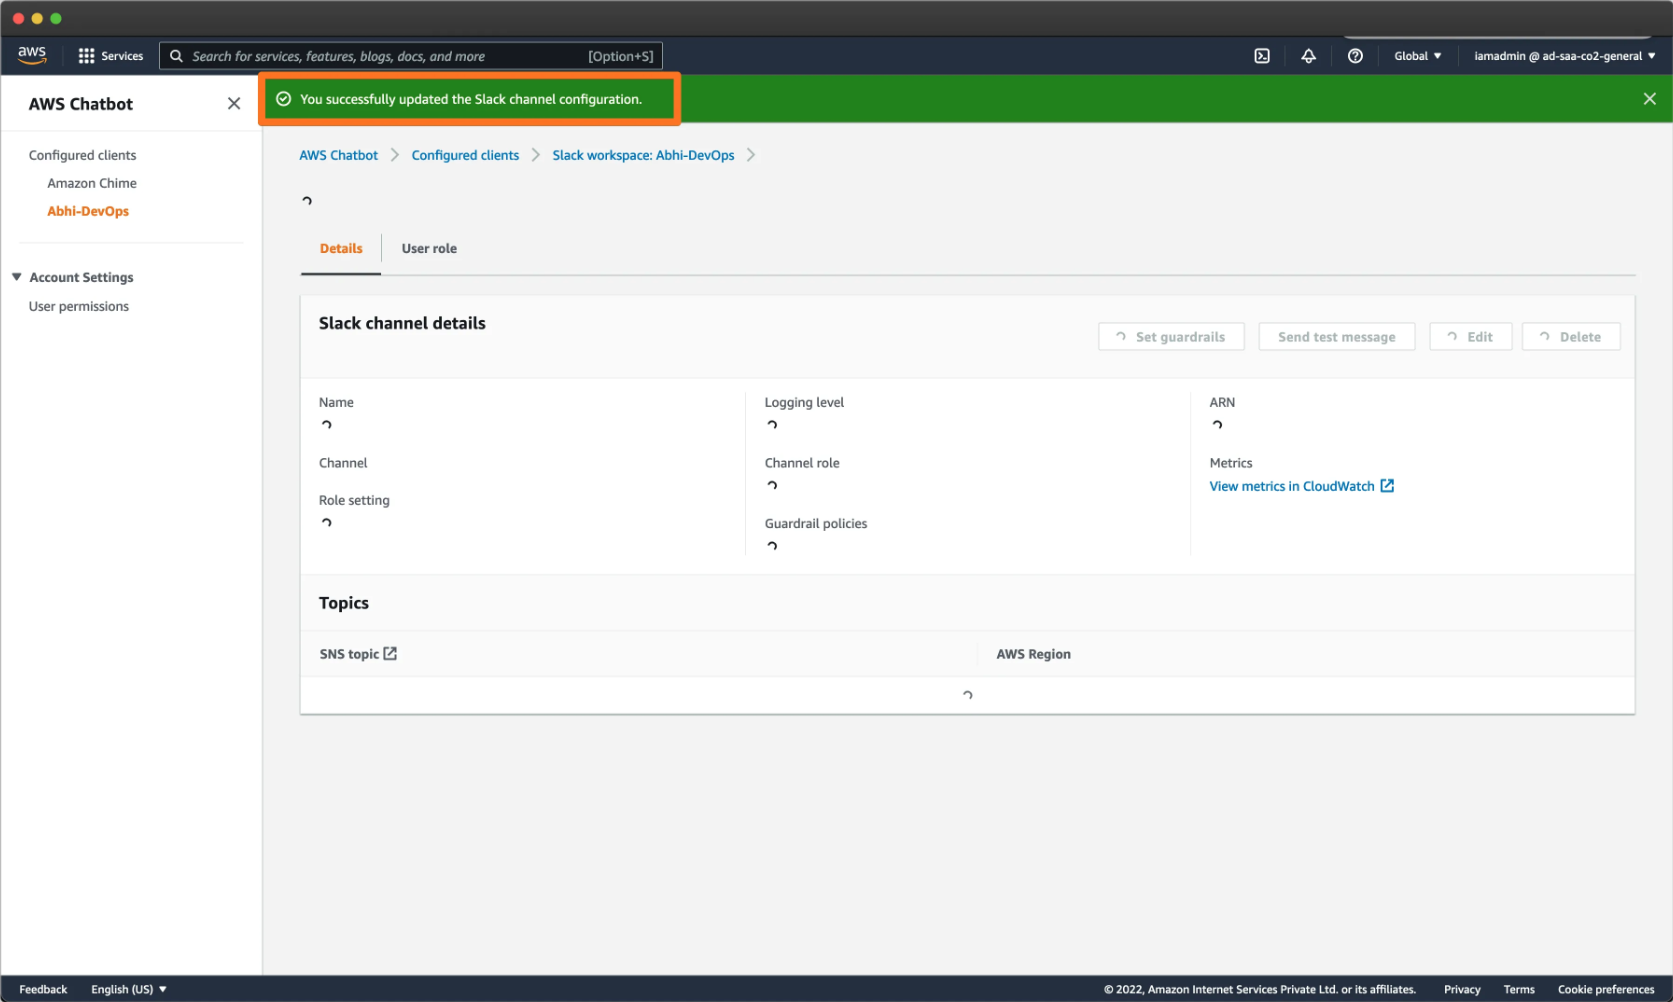 aws
Services
Search for services, features, blogs, docs, and more
[Option+S]
Global
iamadmin @ ad-saa-co2-general
AWS Chatbot
You successfully updated the Slack channel configuration.
Configured clients
Amazon Chime
Abhi-DevOps
Account Settings
User permissions
AWS Chatbot
Configured clients
Slack workspace: Abhi-DevOps
Details
User role
Slack channel details
Set guardrails
Send test message
Edit
Delete
Name
Channel
Role setting
Logging level
Channel role
Guardrail policies
ARN
Metrics
View metrics in CloudWatch
Topics
SNS topic
AWS Region
Feedback
English (US)
© 2022, Amazon Internet Services Private Ltd. or its affiliates.
Privacy
Terms
Cookie preferences